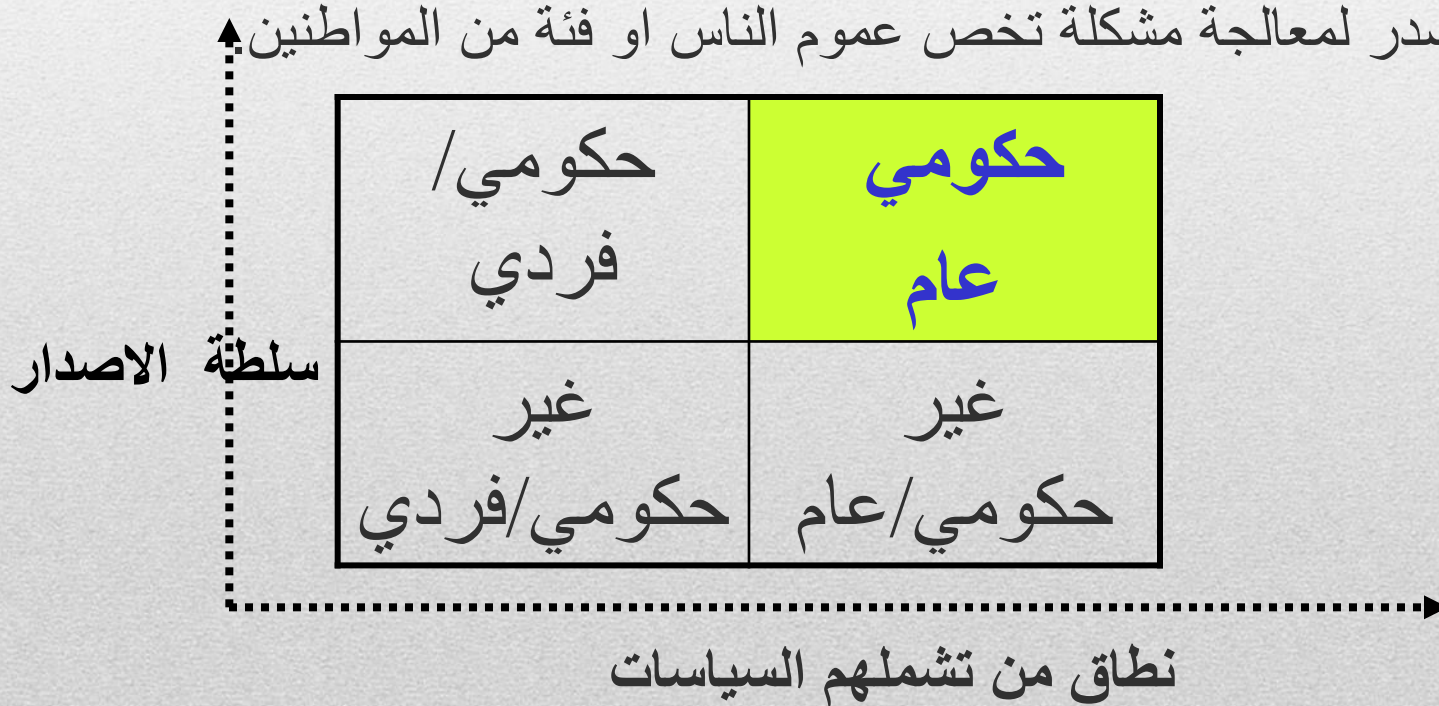 لمعالجة مشكلة تخص عموم الناس او فئة من المواطنين.
حكومي
عام
حكومي/
فردي
سلطة الاصدار
غير
حكومي/عام
غير
حكومي/فردي
نطاق من تشملهم السياسات